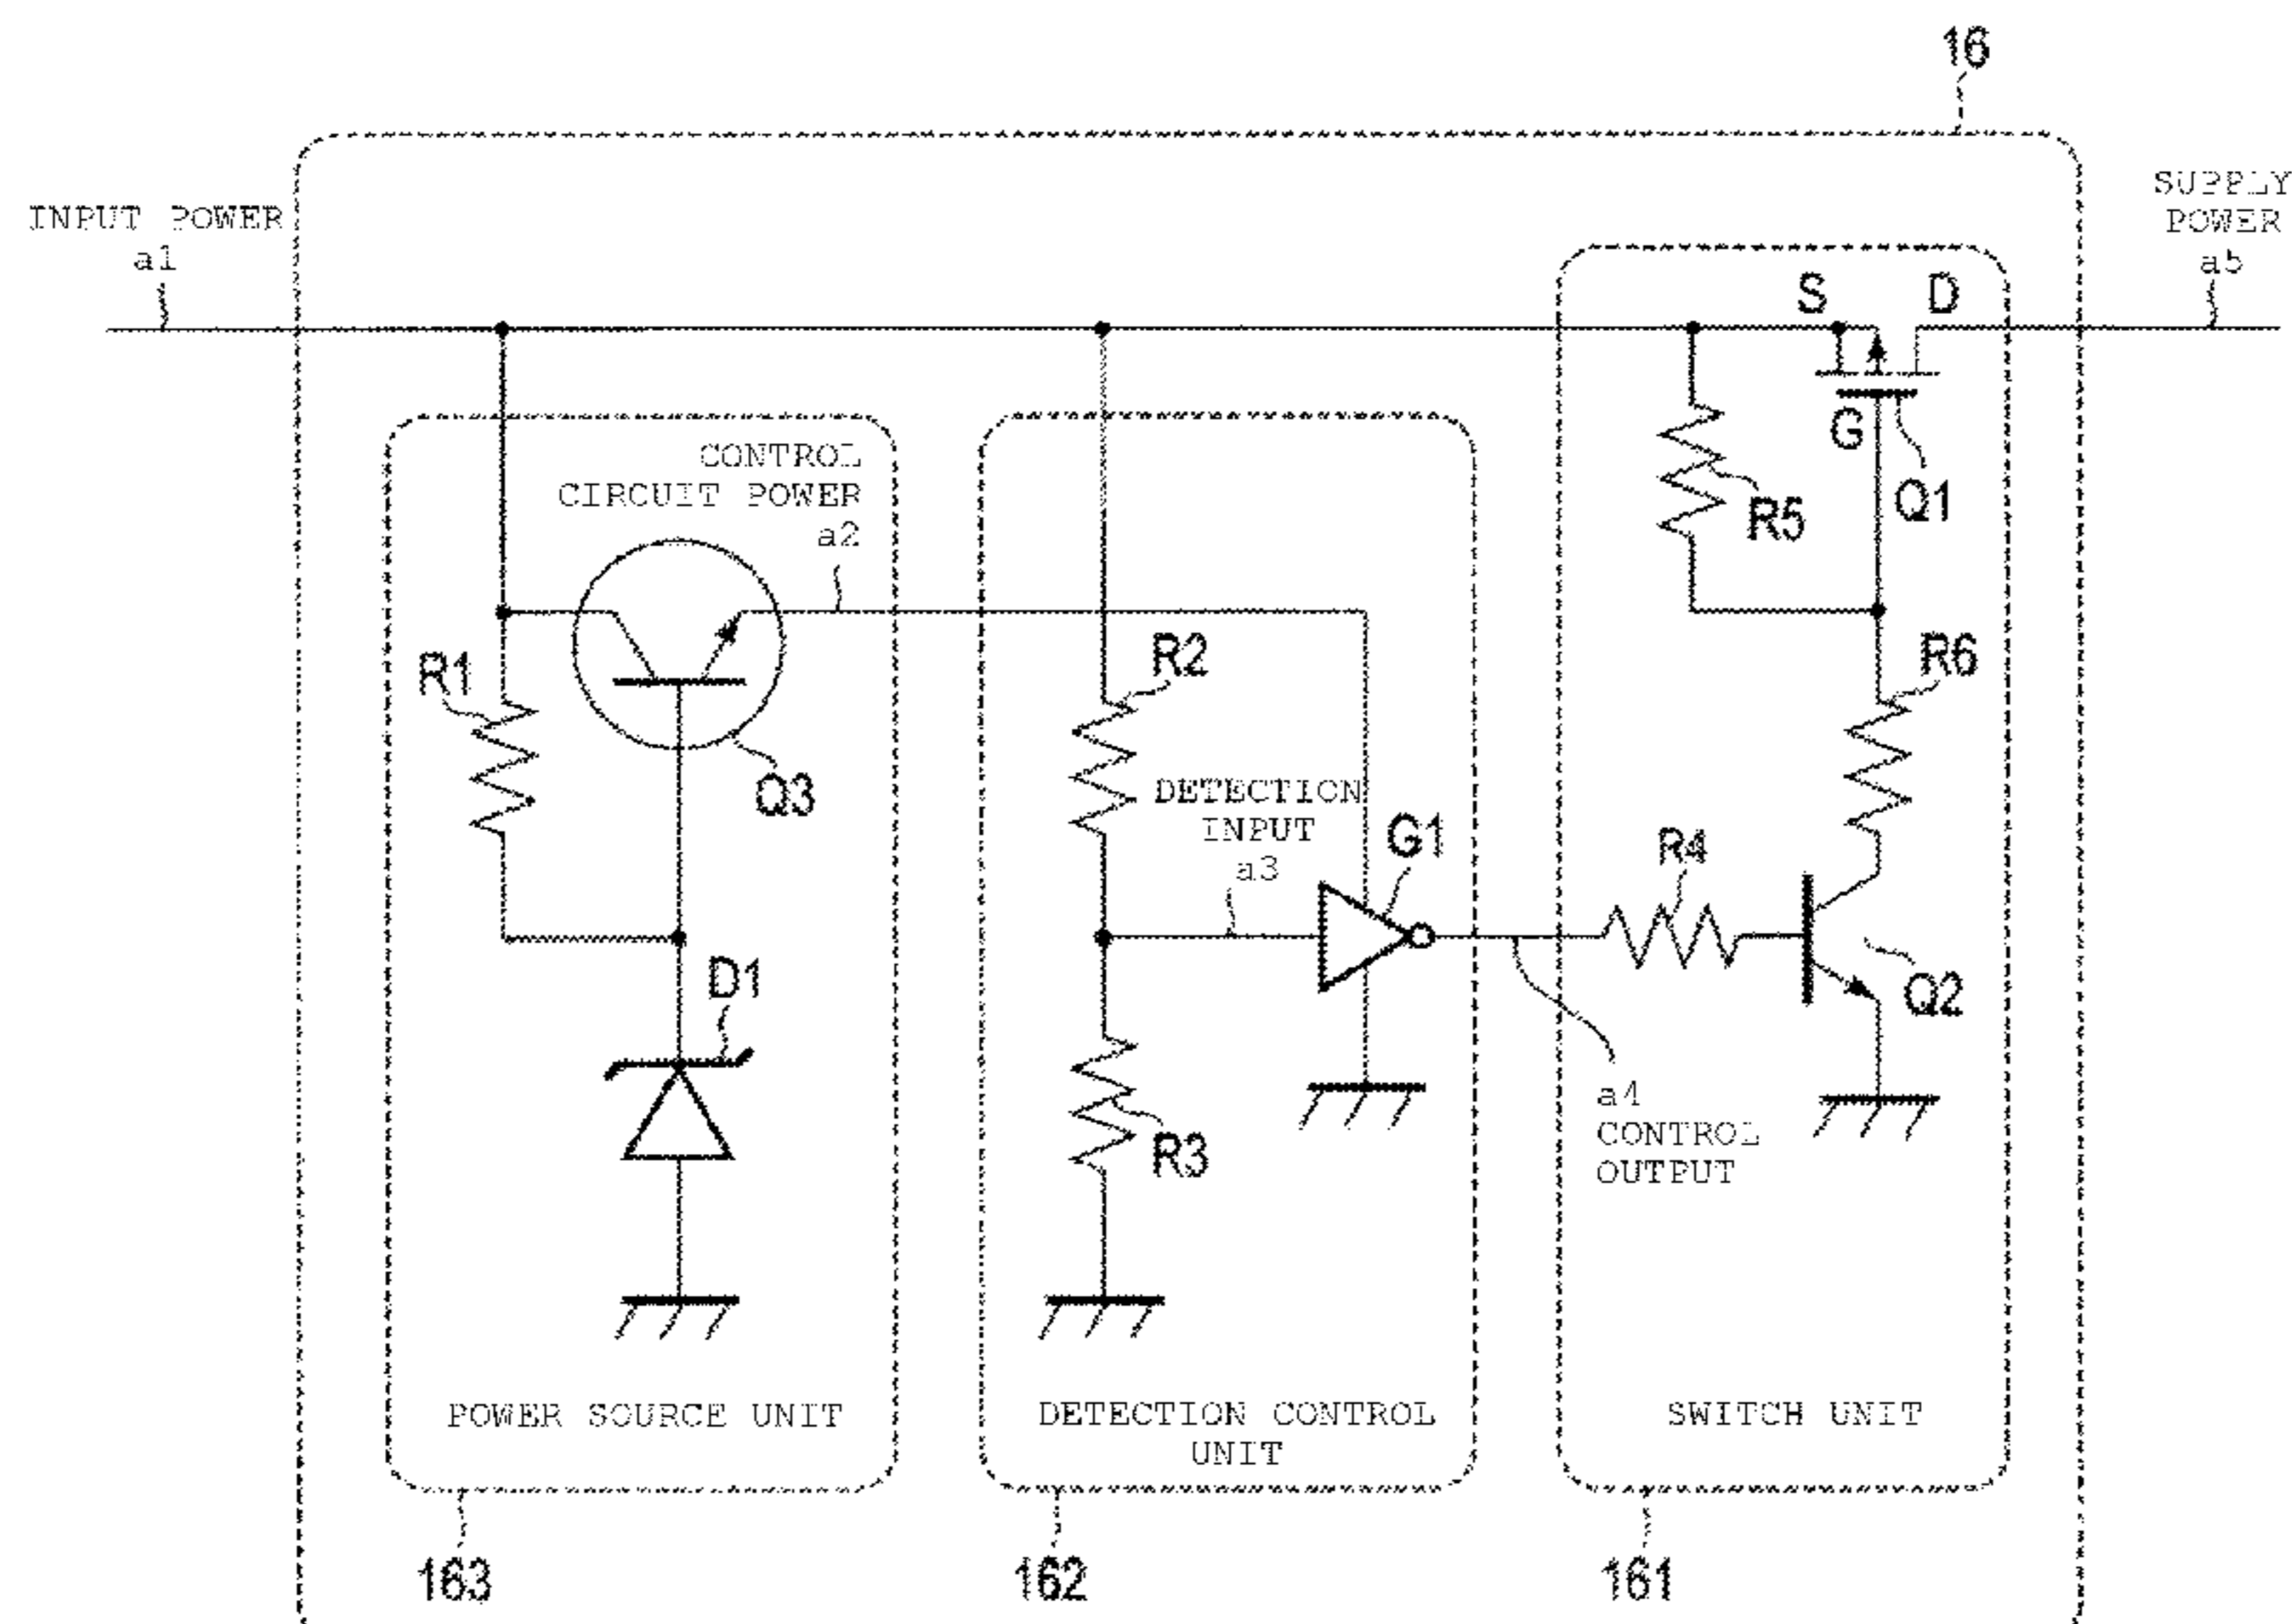 16
INPUT POWER
a1
SUPPLY
POWER
a5
S
D
G
Q1
R5
CONTROL
CIRCUIT POWER
a2
R1
Q3
R2
R6
DETECTION
INPUT
a3
G1
R4
Q2
D1
R3
a4
CONTROL
OUTPUT
POWER SOURCE UNIT
DETECTION CONTROL
UNIT
SWITCH UNIT
163
162
161